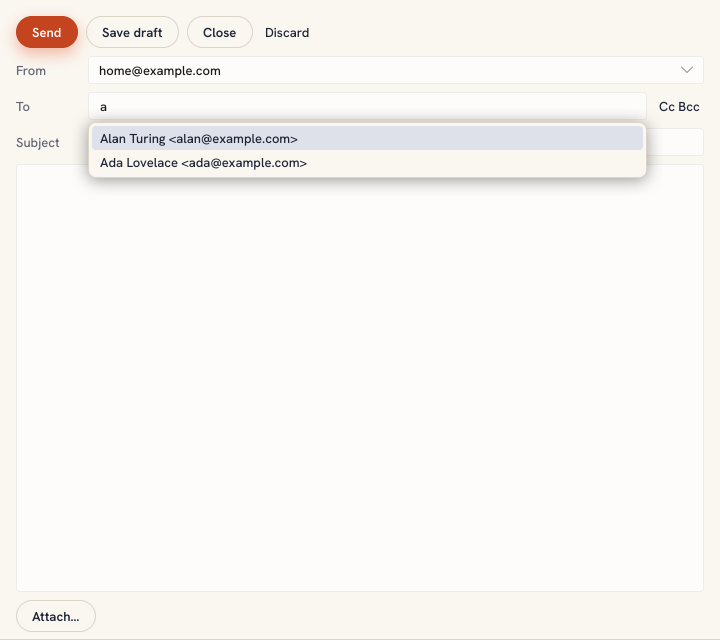 Send Save draft Close Discard
From home@example.com
To a Cc Bcc
Alan Turing <alan@example.com>
Subject
Ada Lovelace <ada@example.com>
Attach...